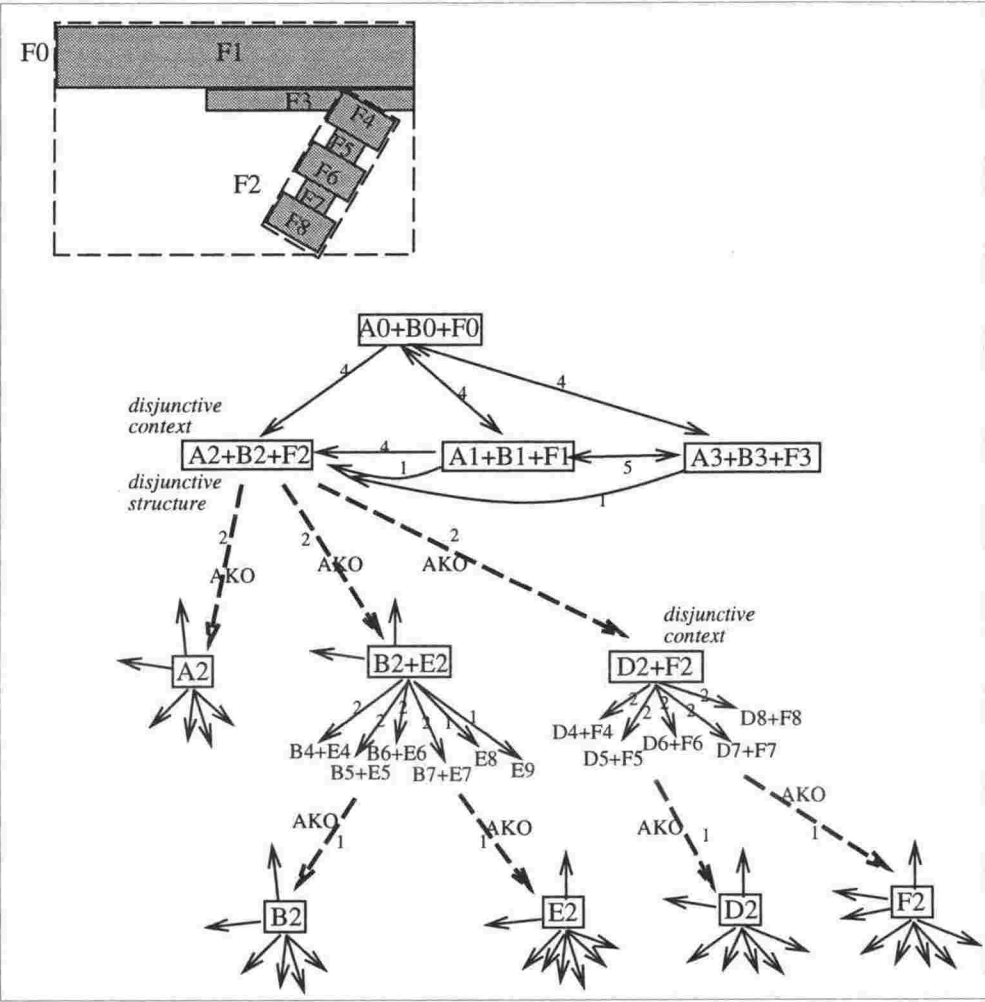 F0
F1
F3
F4
F5
F2
F6
F7
F8
A0+B0+F0
4
4
4
disjunctive
context
A2+B2+F2
4
A1+B1+F1
5
A3+B3+F3
1
1
disjunctive
structure
2
2
2
AKO
AKO
AKO
disjunctive
context
A2
B2+E2
D2+F2
2
2
2
2
1
1
2
2
2
2
2
D8+F8
D4+F4
D6+F6
D7+F7
D5+F5
B4+E4
B6+E6
E8
B5+E5
B7+E7
E9
AKO
1
AKO
1
AKO
1
AKO
1
B2
E2
D2
F2